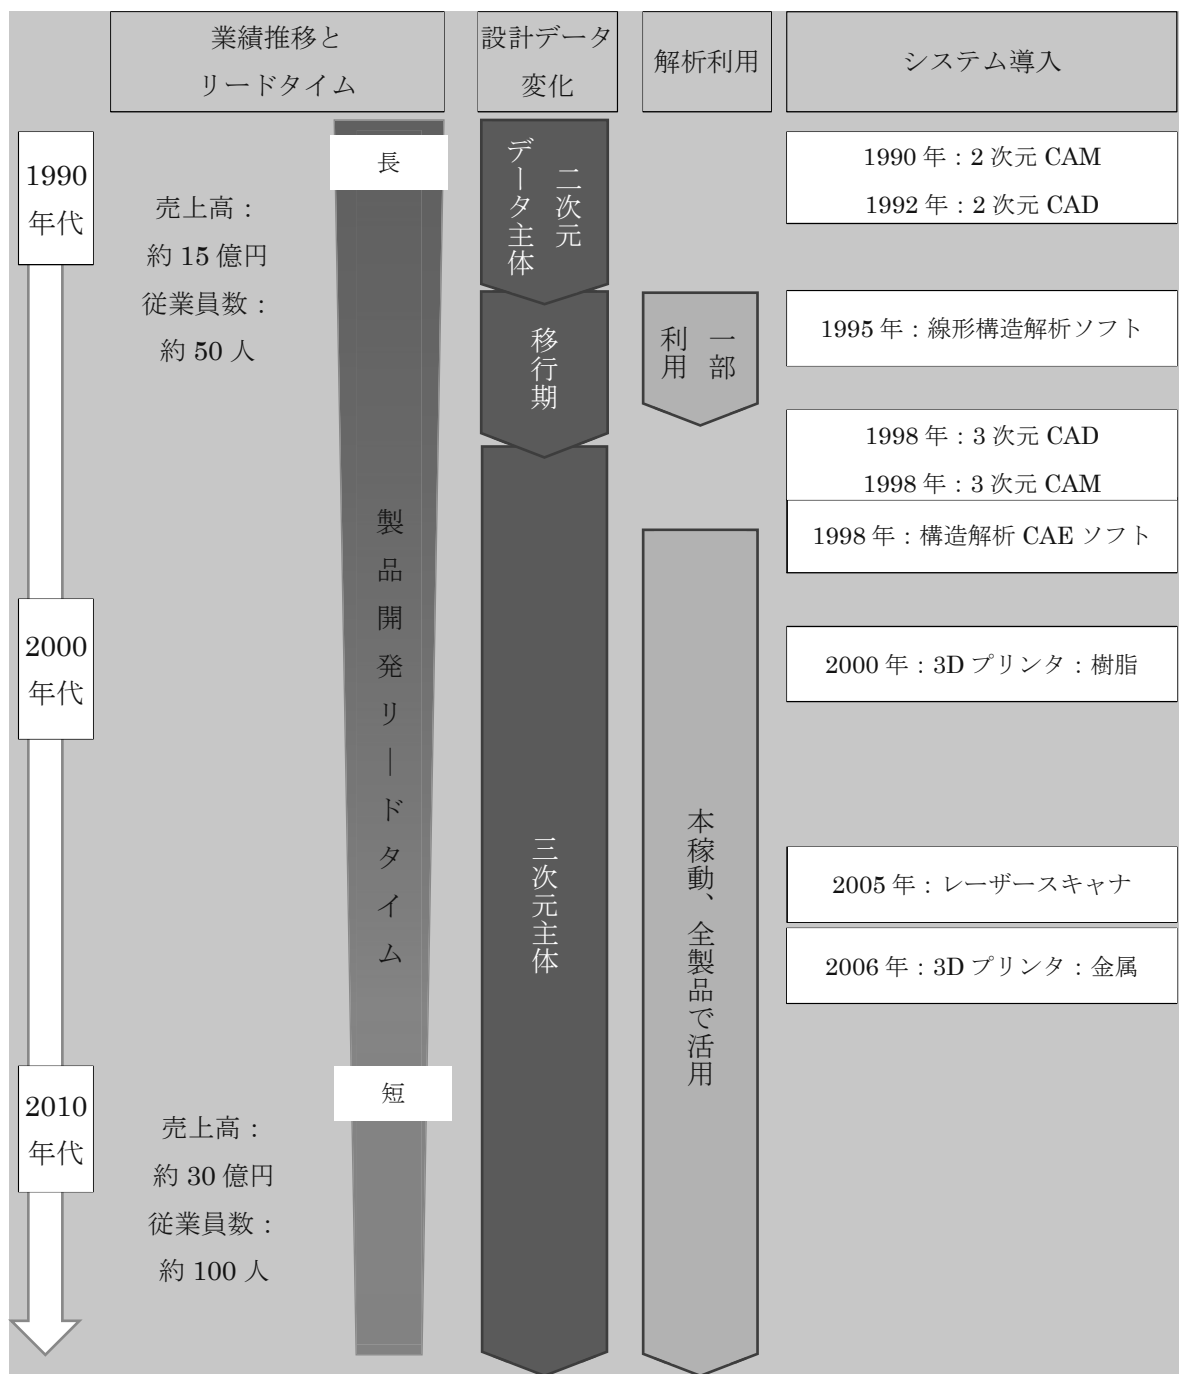 業績推移と
リードタイム
設計データ
変化
解析利用
システム導入
1990
年代
売上高：
約 15 億円
従業員数：
約 50 人
長
製品開発リードタイム
短
二次元
データ主体
移行期
三次元主体
一部
利用
本稼動、全製品で活用
1990 年：2 次元 CAM
1992 年：2 次元 CAD
1995 年：線形構造解析ソフト
1998 年：3 次元 CAD
1998 年：3 次元 CAM
1998 年：構造解析 CAE ソフト
2000
年代
2000 年：3D プリンタ：樹脂
2005 年：レーザースキャナ
2006 年：3D プリンタ：金属
2010
年代
売上高：
約 30 億円
従業員数：
約 100 人